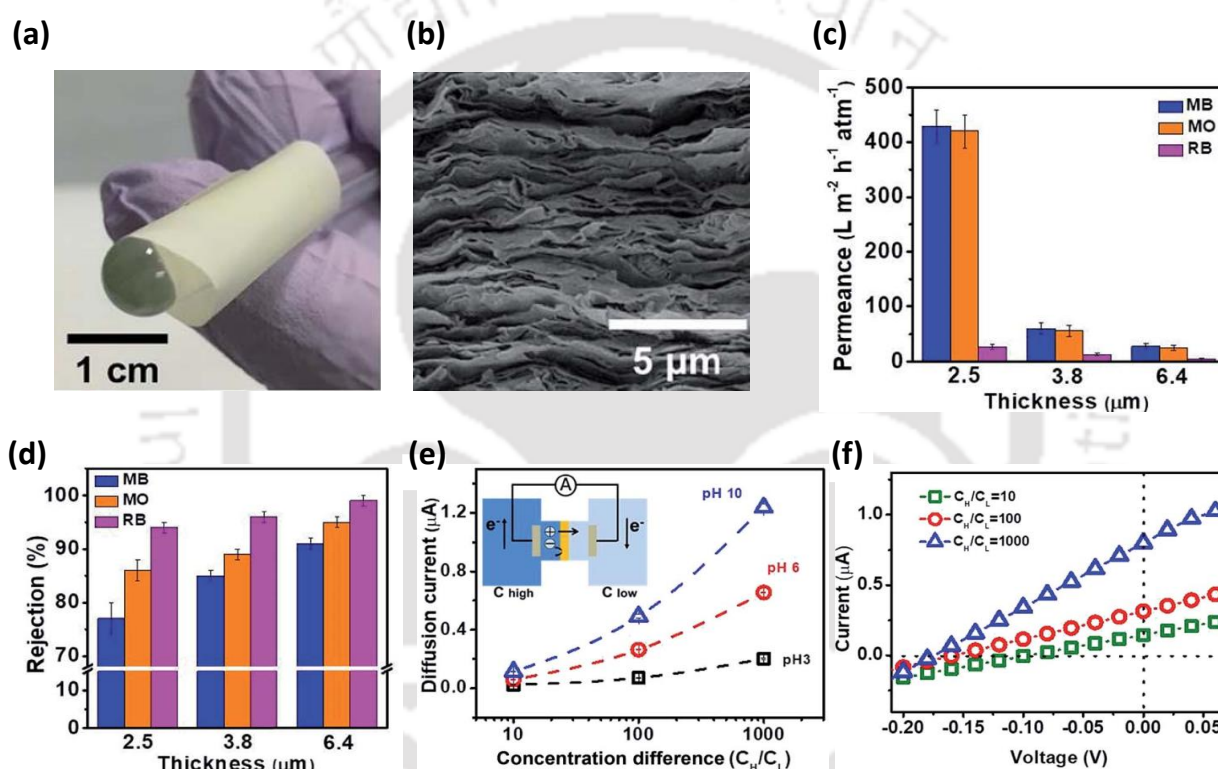 (a)
1 cm
(b)
5 μm
(c)
Permeance (L m⁻² h⁻¹ atm⁻¹)
500
400
300
200
100
0
MB
MO
RB
2.5 3.8 6.4
Thickness (μm)
(d)
Rejection (%)
100
90
80
70
10
0
MB
MO
RB
2.5 3.8 6.4
Thickness (μm)
(e)
Diffusion current (μA)
1.2
0.8
0.4
0.0
A
e⁻
e⁻
C high
C low
pH 10
pH 6
pH3
10 100 1000
Concentration difference (C_H/C_L)
(f)
Current (μA)
1.0
0.5
0.0
C_H/C_L=10
C_H/C_L=100
C_H/C_L=1000
-0.20 -0.15 -0.10 -0.05 0.00 0.05
Voltage (V)